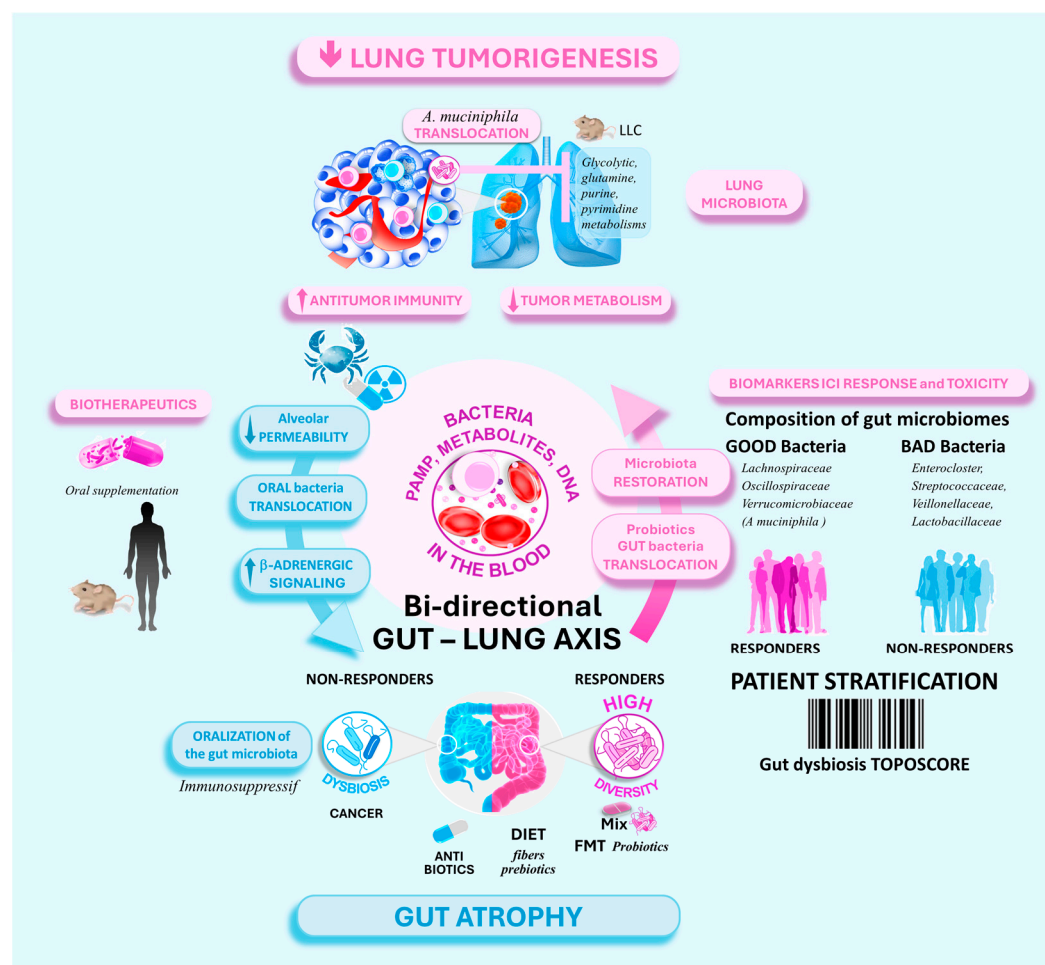 ↓ LUNG TUMORIGENESIS
A. muciniphila
TRANSLOCATION
LLC
Glycolytic,
glutamine,
purine,
pyrimidine
metabolisms
LUNG
MICROBIOTA
↑ ANTITUMOR IMMUNITY
↓ TUMOR METABOLISM
BIOTHERAPEUTICS
Oral supplementation
Alveolar
↓ PERMEABILITY
ORAL bacteria
TRANSLOCATION
↑ β-ADRENERGIC
SIGNALING
BACTERIA
PAMP, METABOLITES, DNA
IN THE BLOOD
Microbiota
RESTORATION
Probiotics
GUT bacteria
TRANSLOCATION
Bi-directional
GUT – LUNG AXIS
BIOMARKERS ICI RESPONSE and TOXICITY
Composition of gut microbiomes
GOOD Bacteria
Lachnospiraceae
Oscillospiraceae
Verrucomicrobiaceae
(A muciniphila )
BAD Bacteria
Enterocloster,
Streptococcaceae,
Veillonellaceae,
Lactobacillaceae
RESPONDERS
NON-RESPONDERS
PATIENT STRATIFICATION
Gut dysbiosis TOPOSCORE
NON-RESPONDERS
RESPONDERS
ORALIZATION of
the gut microbiota
Immunosuppressif
DYSBIOSIS
CANCER
HIGH
DIVERSITY
ANTI
BIOTICS
DIET
fibers
prebiotics
Mix
FMT Probiotics
GUT ATROPHY